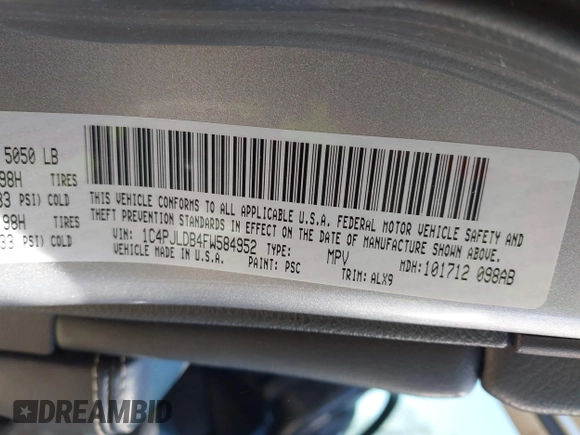 5050 LB
98H TIRES
33 PSI) COLD
98H TIRES
33 PSI) COLD
THIS VEHICLE CONFORMS TO ALL APPLICABLE U.S.A. FEDERAL MOTOR VEHICLE SAFETY AND
THEFT PREVENTION STANDARDS IN EFFECT ON THE DATE OF MANUFACTURE SHOWN ABOVE.
VIN: 1C4PJLDB4FW584952 TYPE: MPV MDH: 101712 098AB
VEHICLE MADE IN U.S.A. PAINT: PSC TRIM: ALX9
DREAMBID